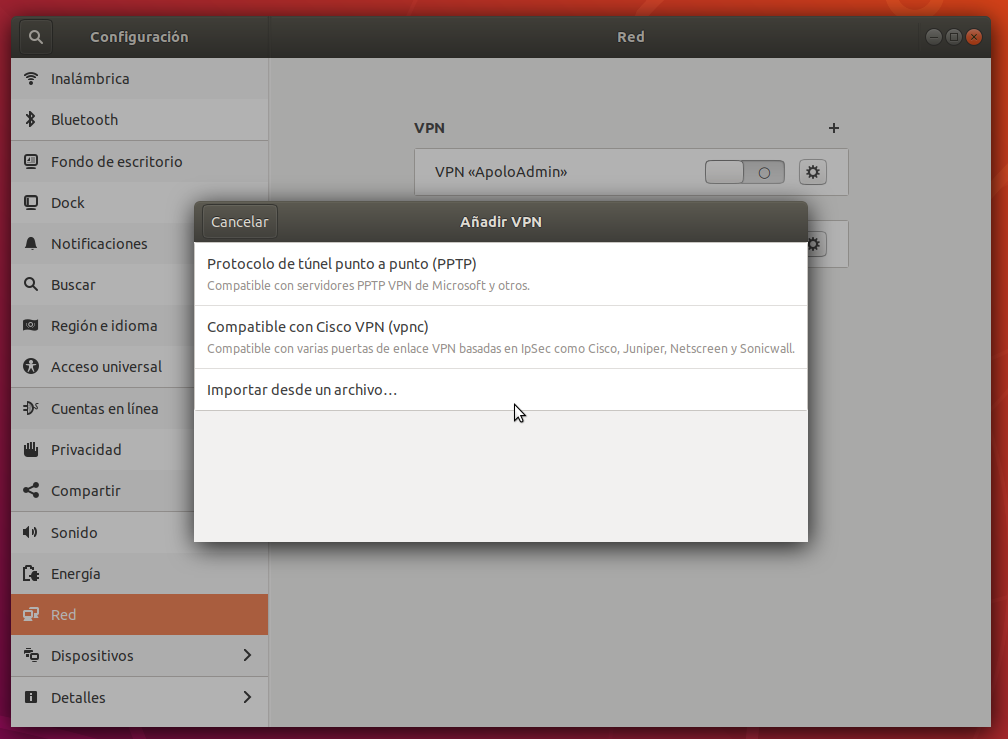 Configuración
Red
Inalámbrica
Bluetooth
Fondo de escritorio
Dock
Notificaciones
Buscar
Región e idioma
Acceso universal
Cuentas en línea
Privacidad
Compartir
Sonido
Energía
Red
Dispositivos
Detalles
VPN
VPN «ApoloAdmin»
Cancelar
Añadir VPN
Protocolo de túnel punto a punto (PPTP)
Compatible con servidores PPTP VPN de Microsoft y otros.
Compatible con Cisco VPN (vpnc)
Compatible con varias puertas de enlace VPN basadas en IpSec como Cisco, Juniper, Netscreen y Sonicwall.
Importar desde un archivo…